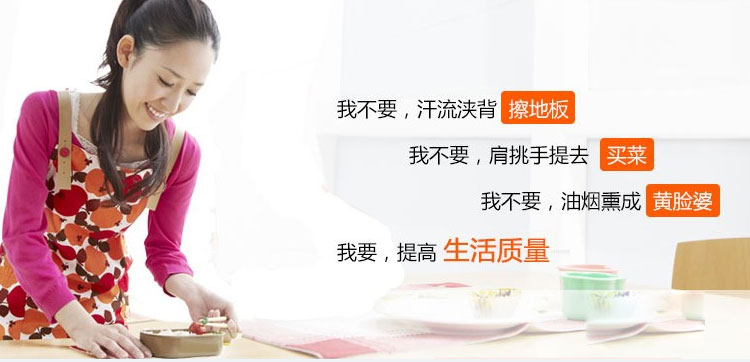 我不要，汗流浃背 擦地板
我不要，肩挑手提去 买菜
我不要，油烟熏成 黄脸婆
我要，提高 生活质量